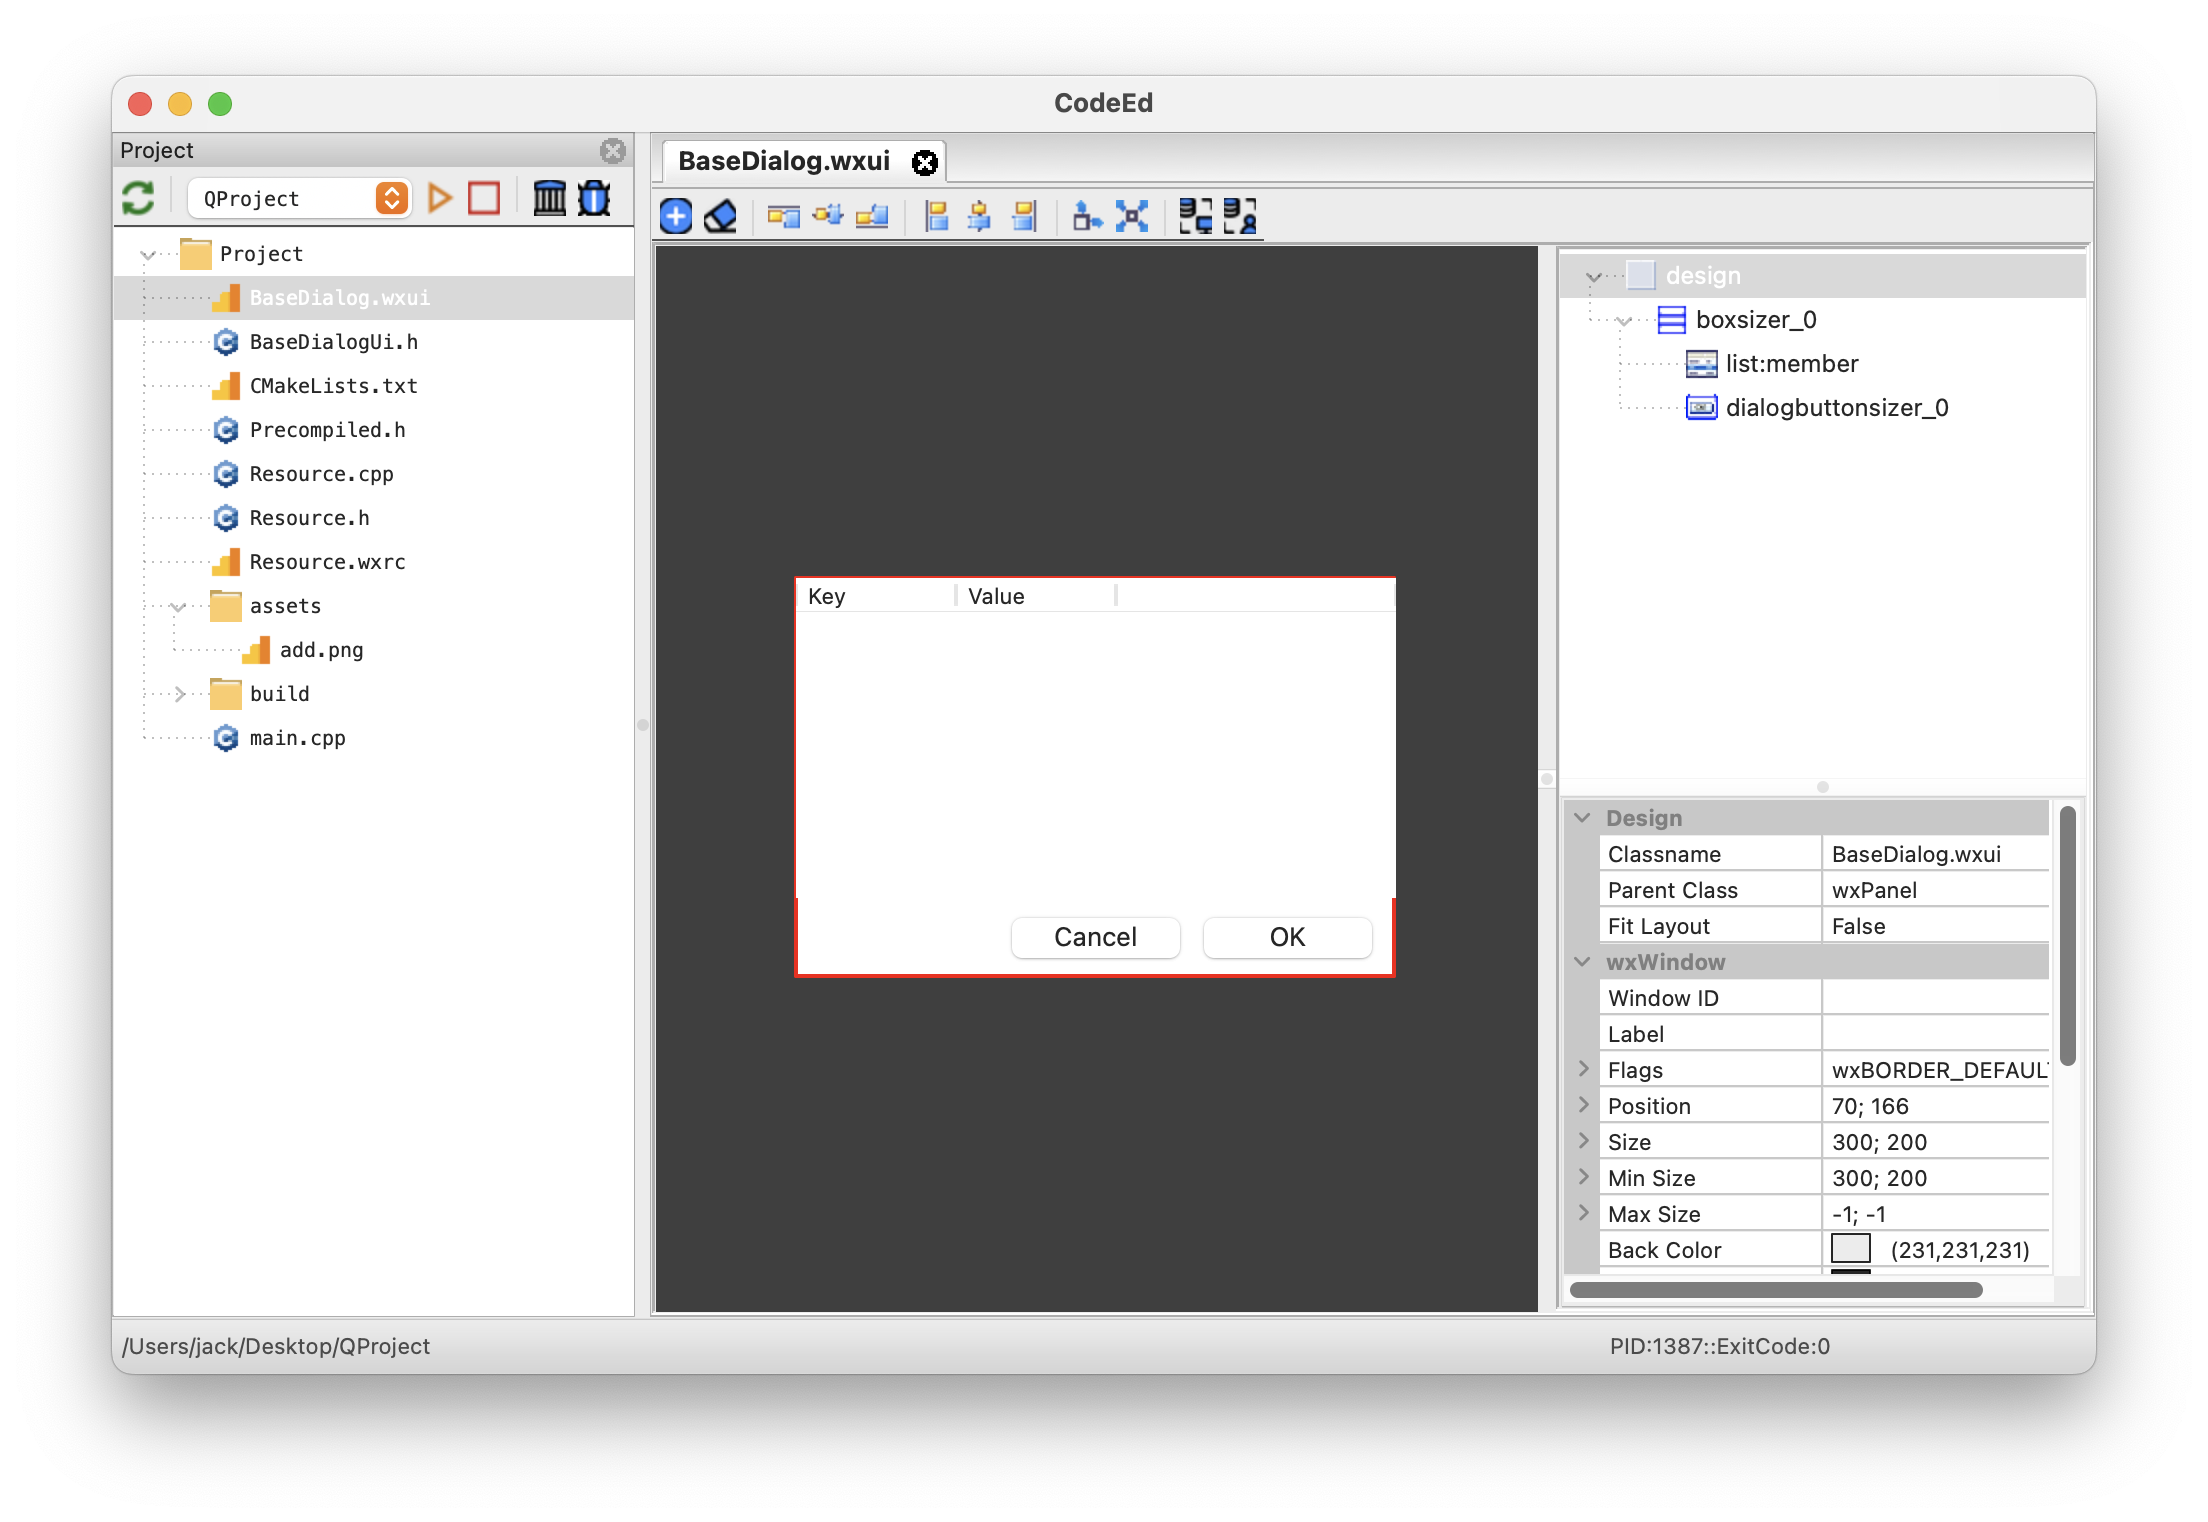 CodeEd
Project
QProject
Project
BaseDialog.wxui
BaseDialogUi.h
CMakeLists.txt
Precompiled.h
Resource.cpp
Resource.h
Resource.wxrc
assets
add.png
build
main.cpp
BaseDialog.wxui
Key Value
Cancel OK
design
boxsizer_0
list:member
dialogbuttonsizer_0
Design
Classname BaseDialog.wxui
Parent Class wxPanel
Fit Layout False
wxWindow
Window ID
Label
Flags wxBORDER_DEFAUL
Position 70; 166
Size 300; 200
Min Size 300; 200
Max Size -1; -1
Back Color (231,231,231)
/Users/jack/Desktop/QProject PID:1387::ExitCode:0